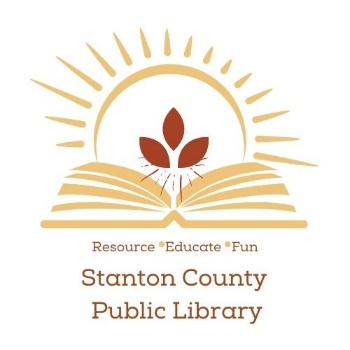 Resource •Educate •Fun
Stanton County
Public Library